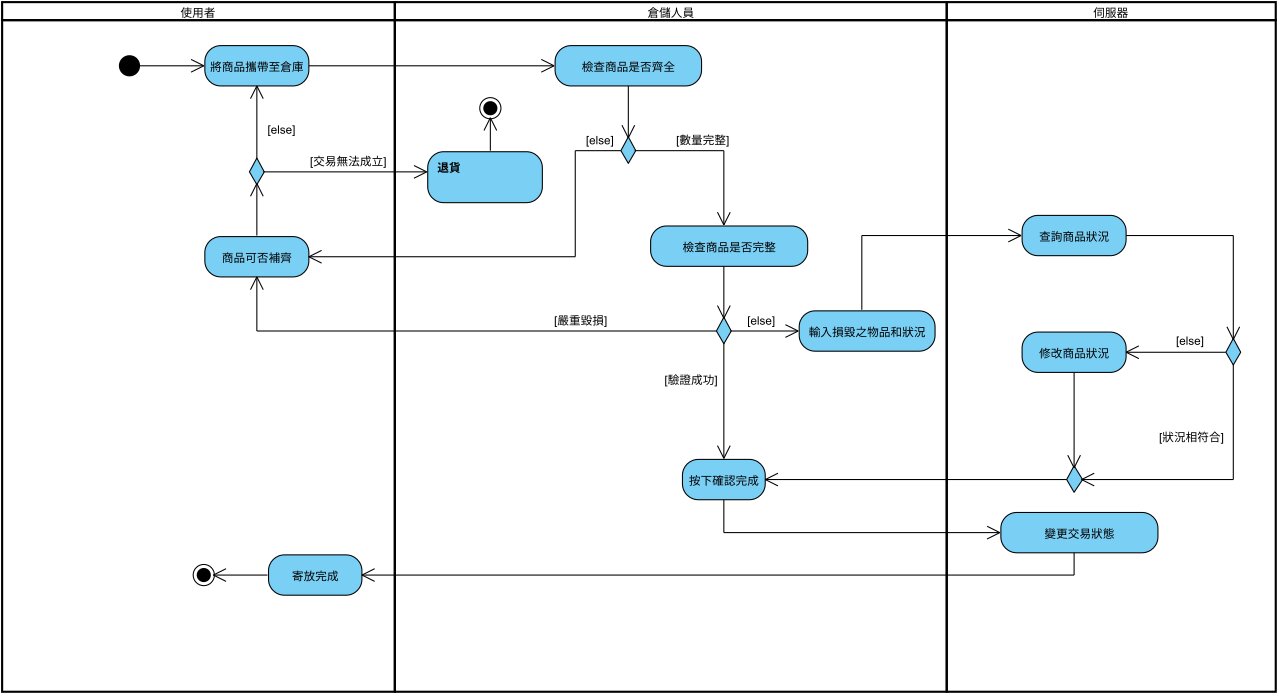 使用者
倉儲人員
伺服器
將商品攜帶至倉庫
檢查商品是否齊全
[else]
[交易無法成立]
退貨
[else]
[數量完整]
商品可否補齊
檢查商品是否完整
查詢商品狀況
[嚴重毀損]
[else]
輸入損毀之物品和狀況
[else]
修改商品狀況
[驗證成功]
[狀況相符合]
按下確認完成
變更交易狀態
寄放完成